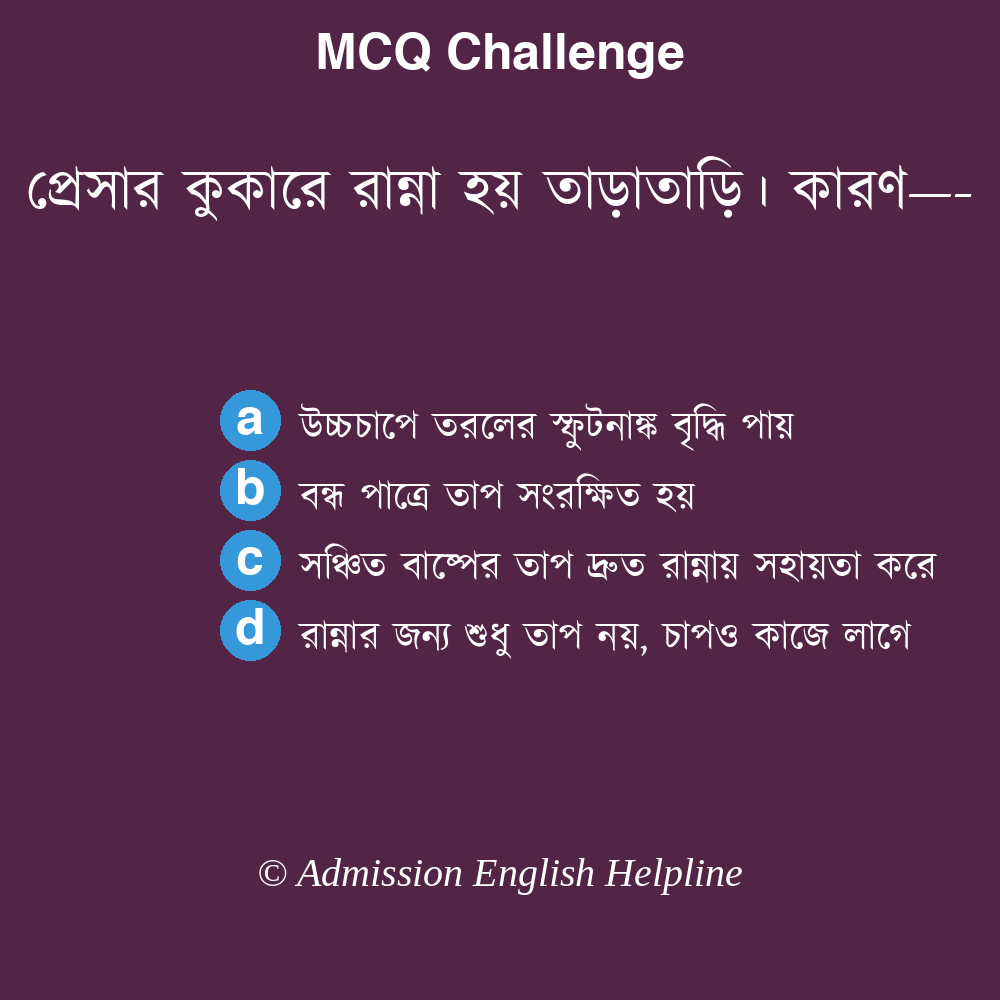 MCQ Challenge
প্রেসার কুকারে রান্না হয় তাড়াতাড়ি। কারণ—-
a উচ্চচাপে তরলের স্ফুটনাঙ্ক বৃদ্ধি পায়
b বন্ধ পাত্রে তাপ সংরক্ষিত হয়
c সঞ্চিত বাষ্পের তাপ দ্রুত রান্নায় সহায়তা করে
d রান্নার জন্য শুধু তাপ নয়, চাপও কাজে লাগে
© Admission English Helpline